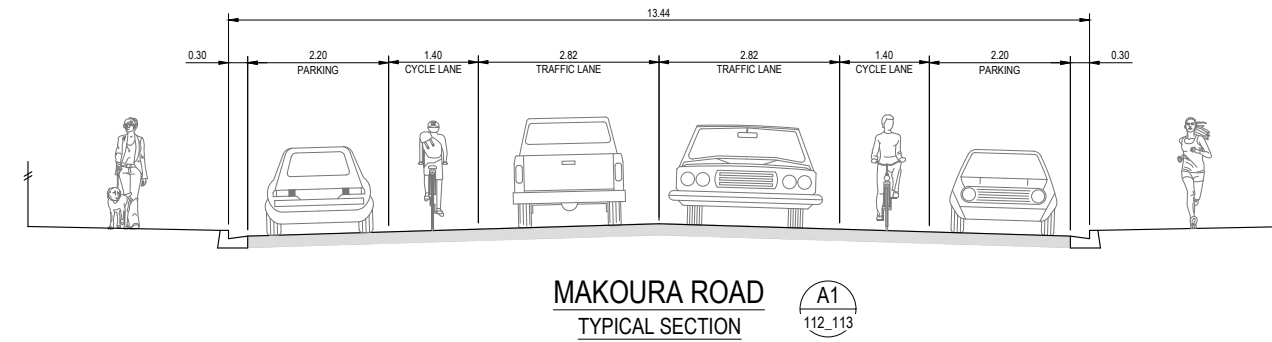 13.44
0.30 2.20 1.40 2.82 2.82 1.40 2.20 0.30
PARKING CYCLE LANE TRAFFIC LANE TRAFFIC LANE CYCLE LANE PARKING
MAKOURA ROAD
TYPICAL SECTION
A1
112_113